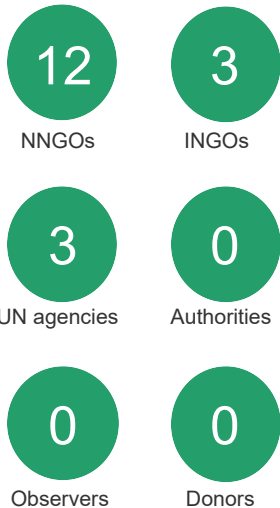 12 3
NNGOs INGOs
3 0
UN agencies Authorities
0 0
Observers Donors